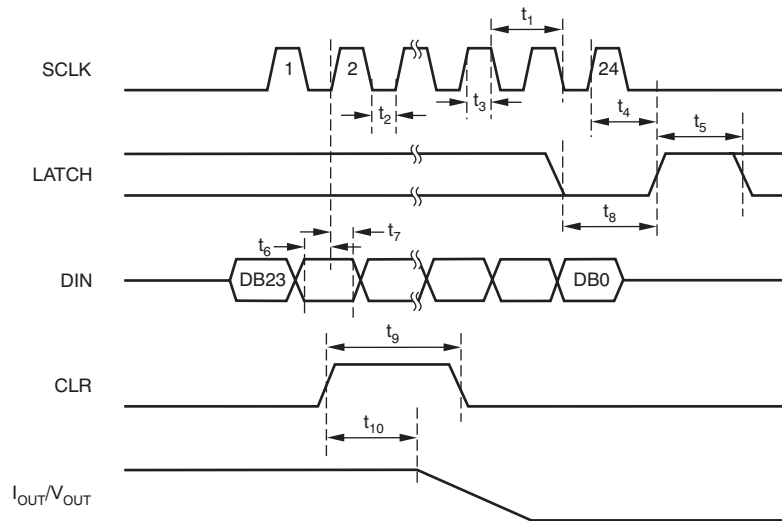 t1
SCLK
1
2
24
t2
t3
t4
t5
LATCH
t8
t6
t7
DIN
DB23
DB0
t9
CLR
t10
IOUT/VOUT